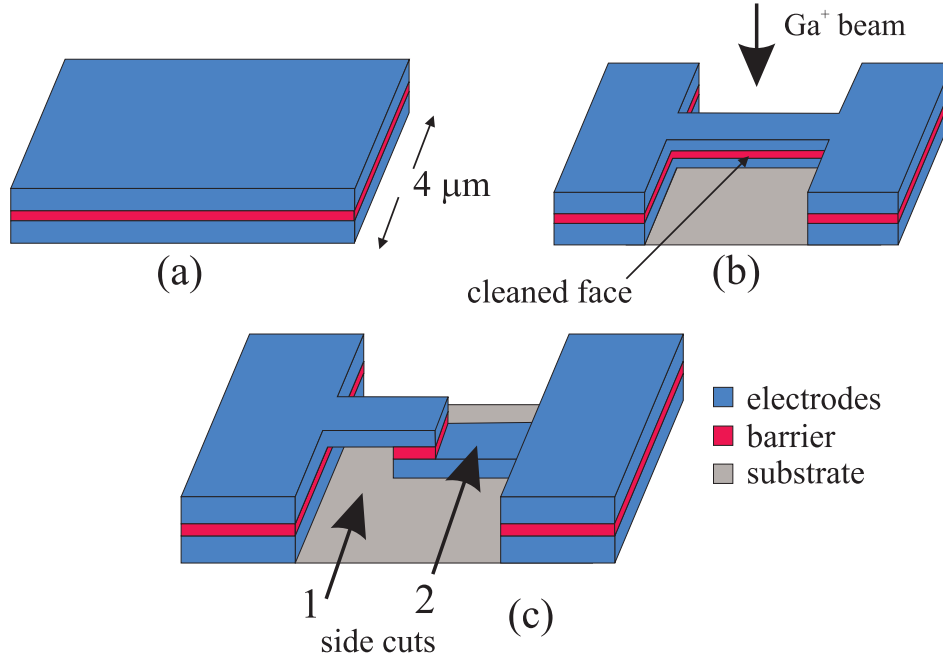 Ga⁺ beam
4 μm
(a)
(b)
cleaned face
electrodes
barrier
substrate
1
2
side cuts
(c)